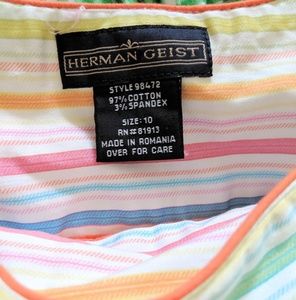 HERMAN GEIST
STYLE 98472
97% COTTON
3% SPANDEX
SIZE: 10
RN#81913
MADE IN ROMANIA
OVER FOR CARE